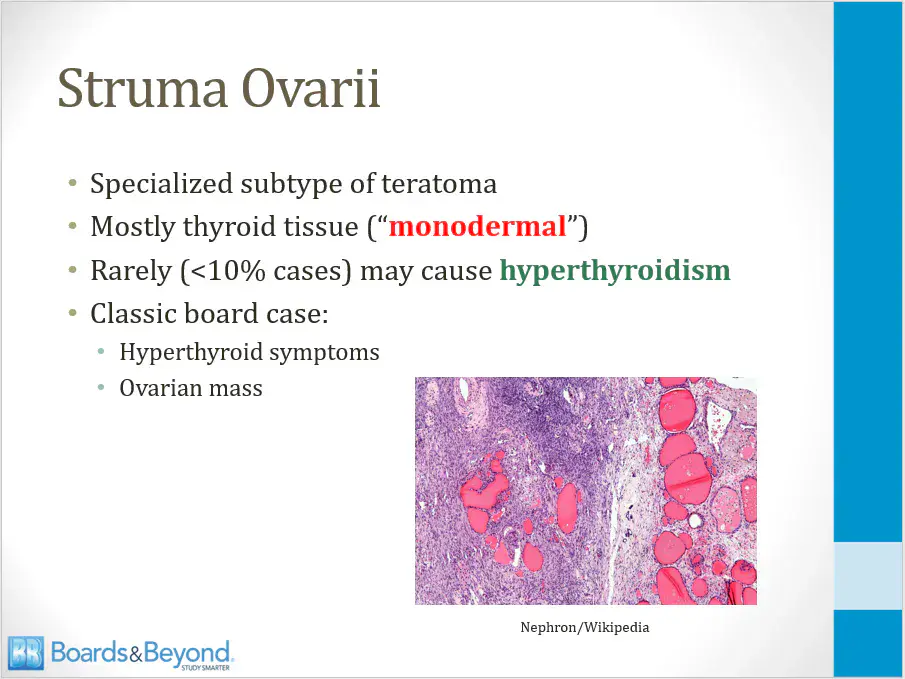 Struma Ovarii
• Specialized subtype of teratoma
• Mostly thyroid tissue (“monodermal”)
• Rarely (<10% cases) may cause hyperthyroidism
• Classic board case:
• Hyperthyroid symptoms
• Ovarian mass
Nephron/Wikipedia
BB Boards&Beyond.
STUDY SMARTER